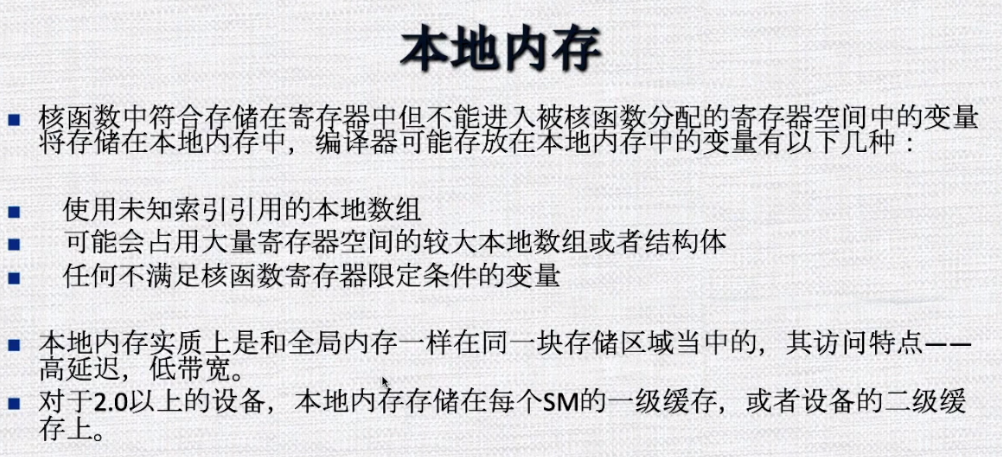 本地内存
核函数中符合存储在寄存器中但不能进入被核函数分配的寄存器空间中的变量
将存储在本地内存中，编译器可能存放在本地内存中的变量有以下几种：
使用未知索引引用的本地数组
可能会占用大量寄存器空间的较大本地数组或者结构体
任何不满足核函数寄存器限定条件的变量
本地内存实质上是和全局内存一样在同一块存储区域当中的，其访问特点——
高延迟，低带宽。
对于2.0以上的设备，本地内存存储在每个SM的一级缓存，或者设备的二级缓
存上。